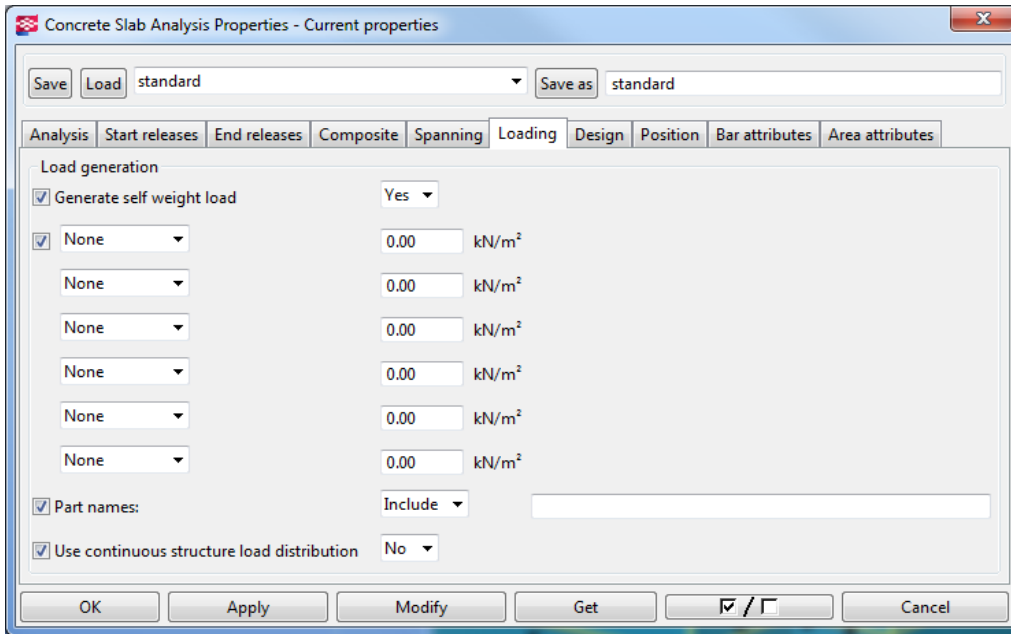 Concrete Slab Analysis Properties - Current properties
Save Load standard Save as standard
Analysis Start releases End releases Composite Spanning Loading Design Position Bar attributes Area attributes
Load generation
Generate self weight load Yes
None 0.00 kN/m²
None 0.00 kN/m²
None 0.00 kN/m²
None 0.00 kN/m²
None 0.00 kN/m²
None 0.00 kN/m²
Part names: Include
Use continuous structure load distribution No
OK Apply Modify Get / Cancel